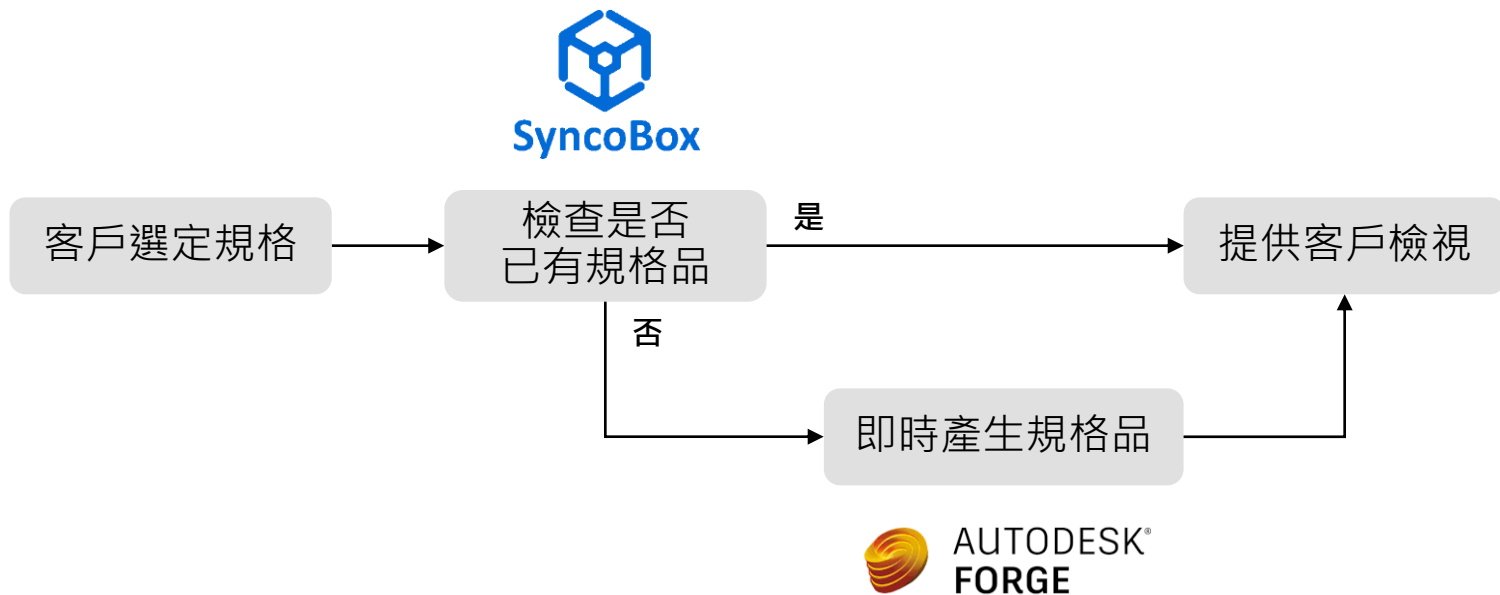 SyncoBox
客戶選定規格
檢查是否
已有規格品
是
提供客戶檢視
否
即時產生規格品
AUTODESK®
FORGE